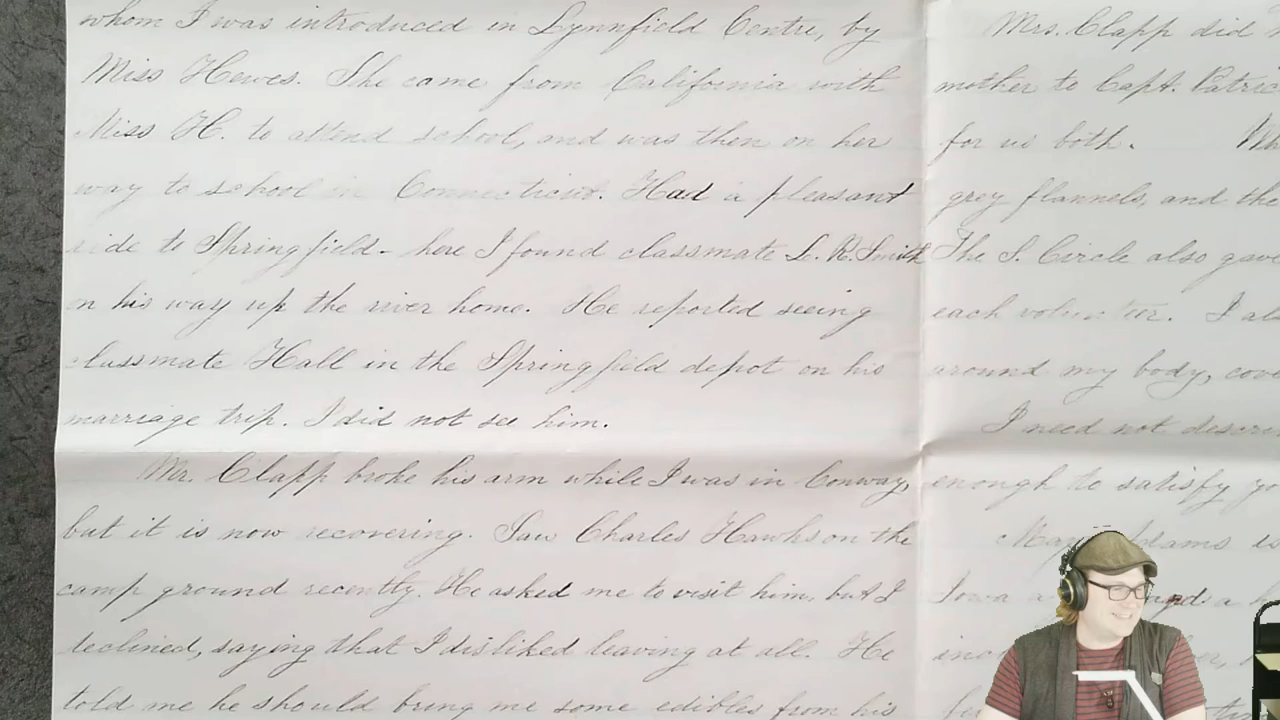 whom I was introduced in Lynnfield Centre, by
Miss Hewes. She came from California with
Miss H. to attend school, and was then on her
way to school in Connecticut. Had a pleasant
ride to Springfield - here I found classmate L. R. Smith
on his way up the river home. He reported seeing
classmate Hall in the Springfield depot on his
marriage trip. I did not see him.
Mr. Clapp broke his arm while I was in Conway,
but it is now recovering. Saw Charles Hawks on the
camp ground recently. He asked me to visit him, but I
declined, saying that I disliked leaving at all. He
told me he should bring me some edibles from his
Mrs. Clapp did
mother to Capt.
for us both.
grey flannels, and the
The S. Circle also gave
each volunteer. I
around my body,
I need not
enough to satisfy
Adams is
Iowa